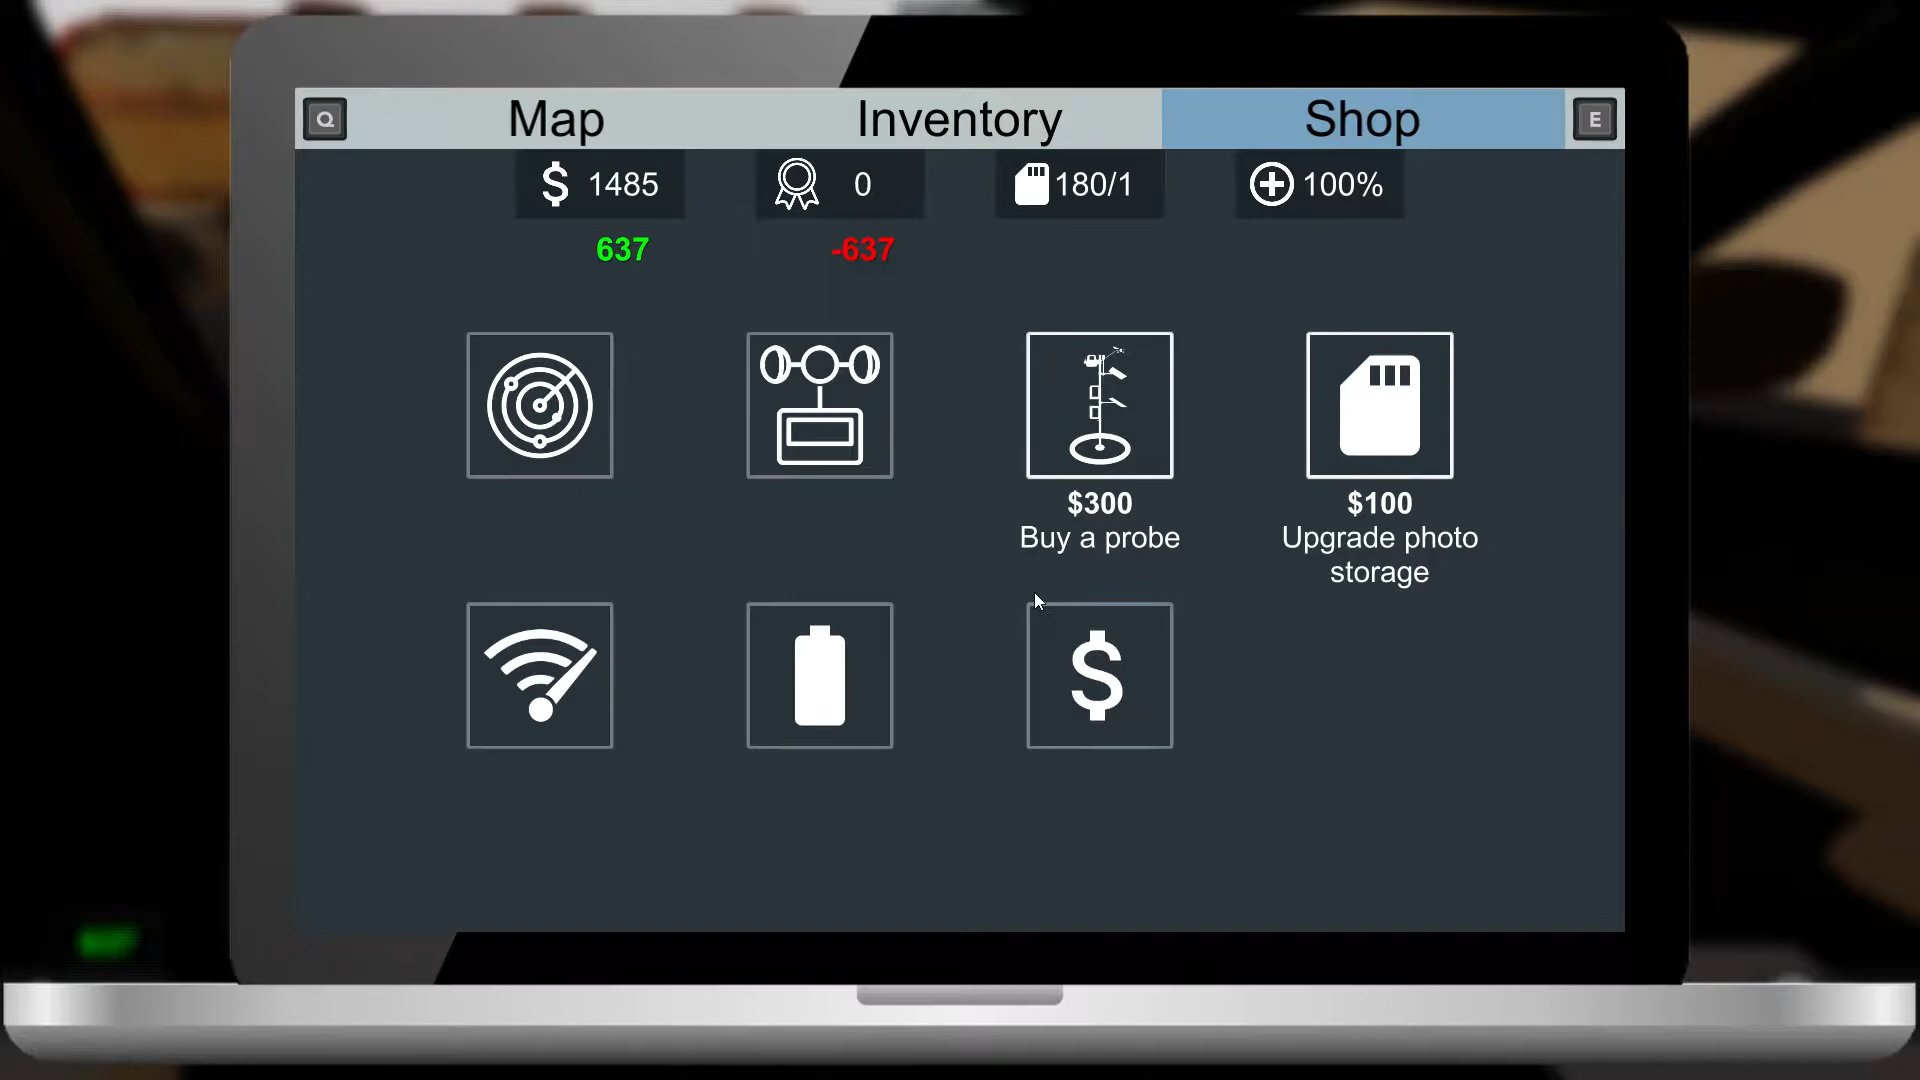 Q Map Inventory Shop E
$ 1485 0 180/1 100%
637 -637
$300 $100
Buy a probe Upgrade photo
storage
$